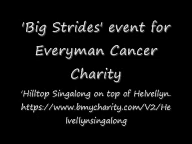 'Big Strides' event for
Everyman Cancer
Charity
'Hilltop Singalong on top of Helvellyn.
https://www.bmycharity.com/V2/He
lvellynsingalong